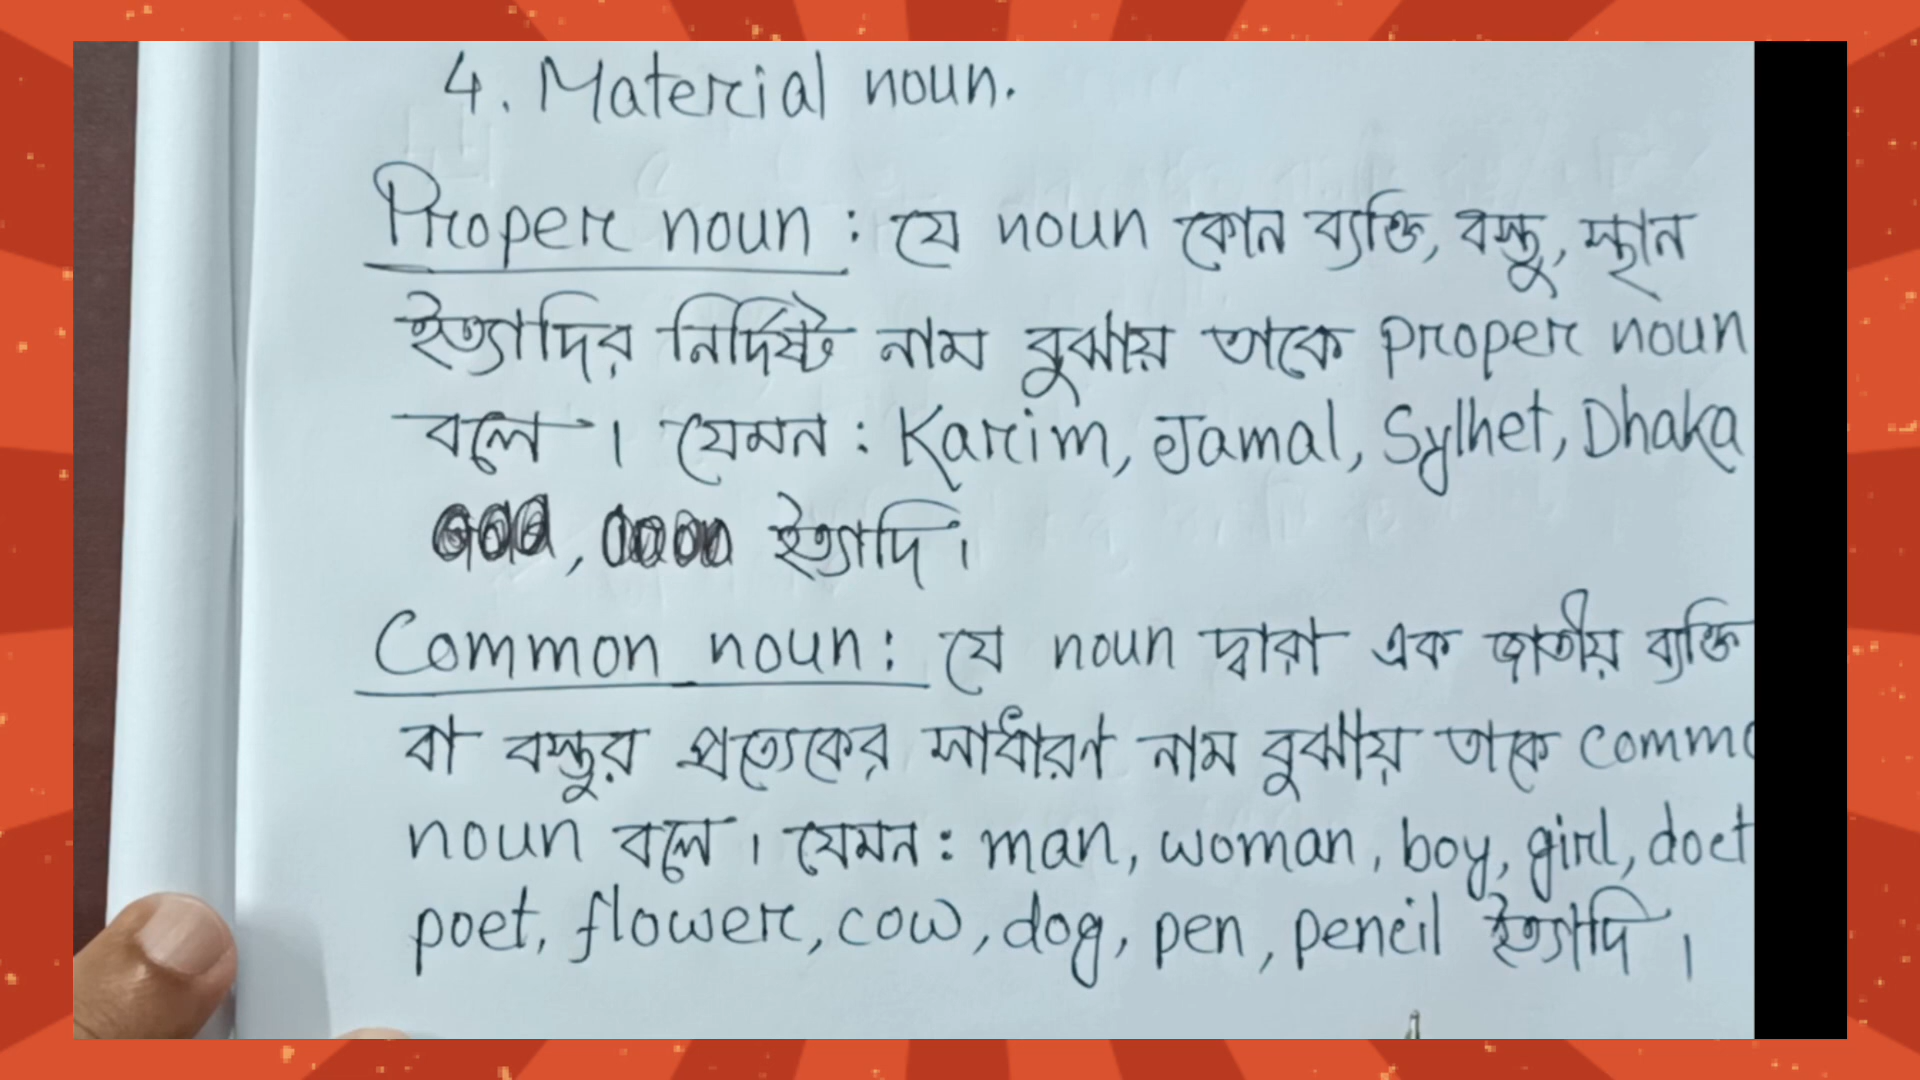 4. Material noun.
Proper noun : যে noun কোন ব্যক্তি, বস্তু, স্থান
ইত্যাদির নির্দিষ্ট নাম বুঝায় তাকে proper noun
বলে । যেমন : Karim, Jamal, Sylhet, Dhaka
, ইত্যাদি ।
Common noun : যে noun দ্বারা এক জাতীয় ব্যক্তি
বা বস্তুর প্রত্যেকের সাধারণ নাম বুঝায় তাকে commo
noun বলে । যেমন : man, woman, boy, girl, doct
poet, flower, cow, dog, pen, pencil ইত্যাদি ।